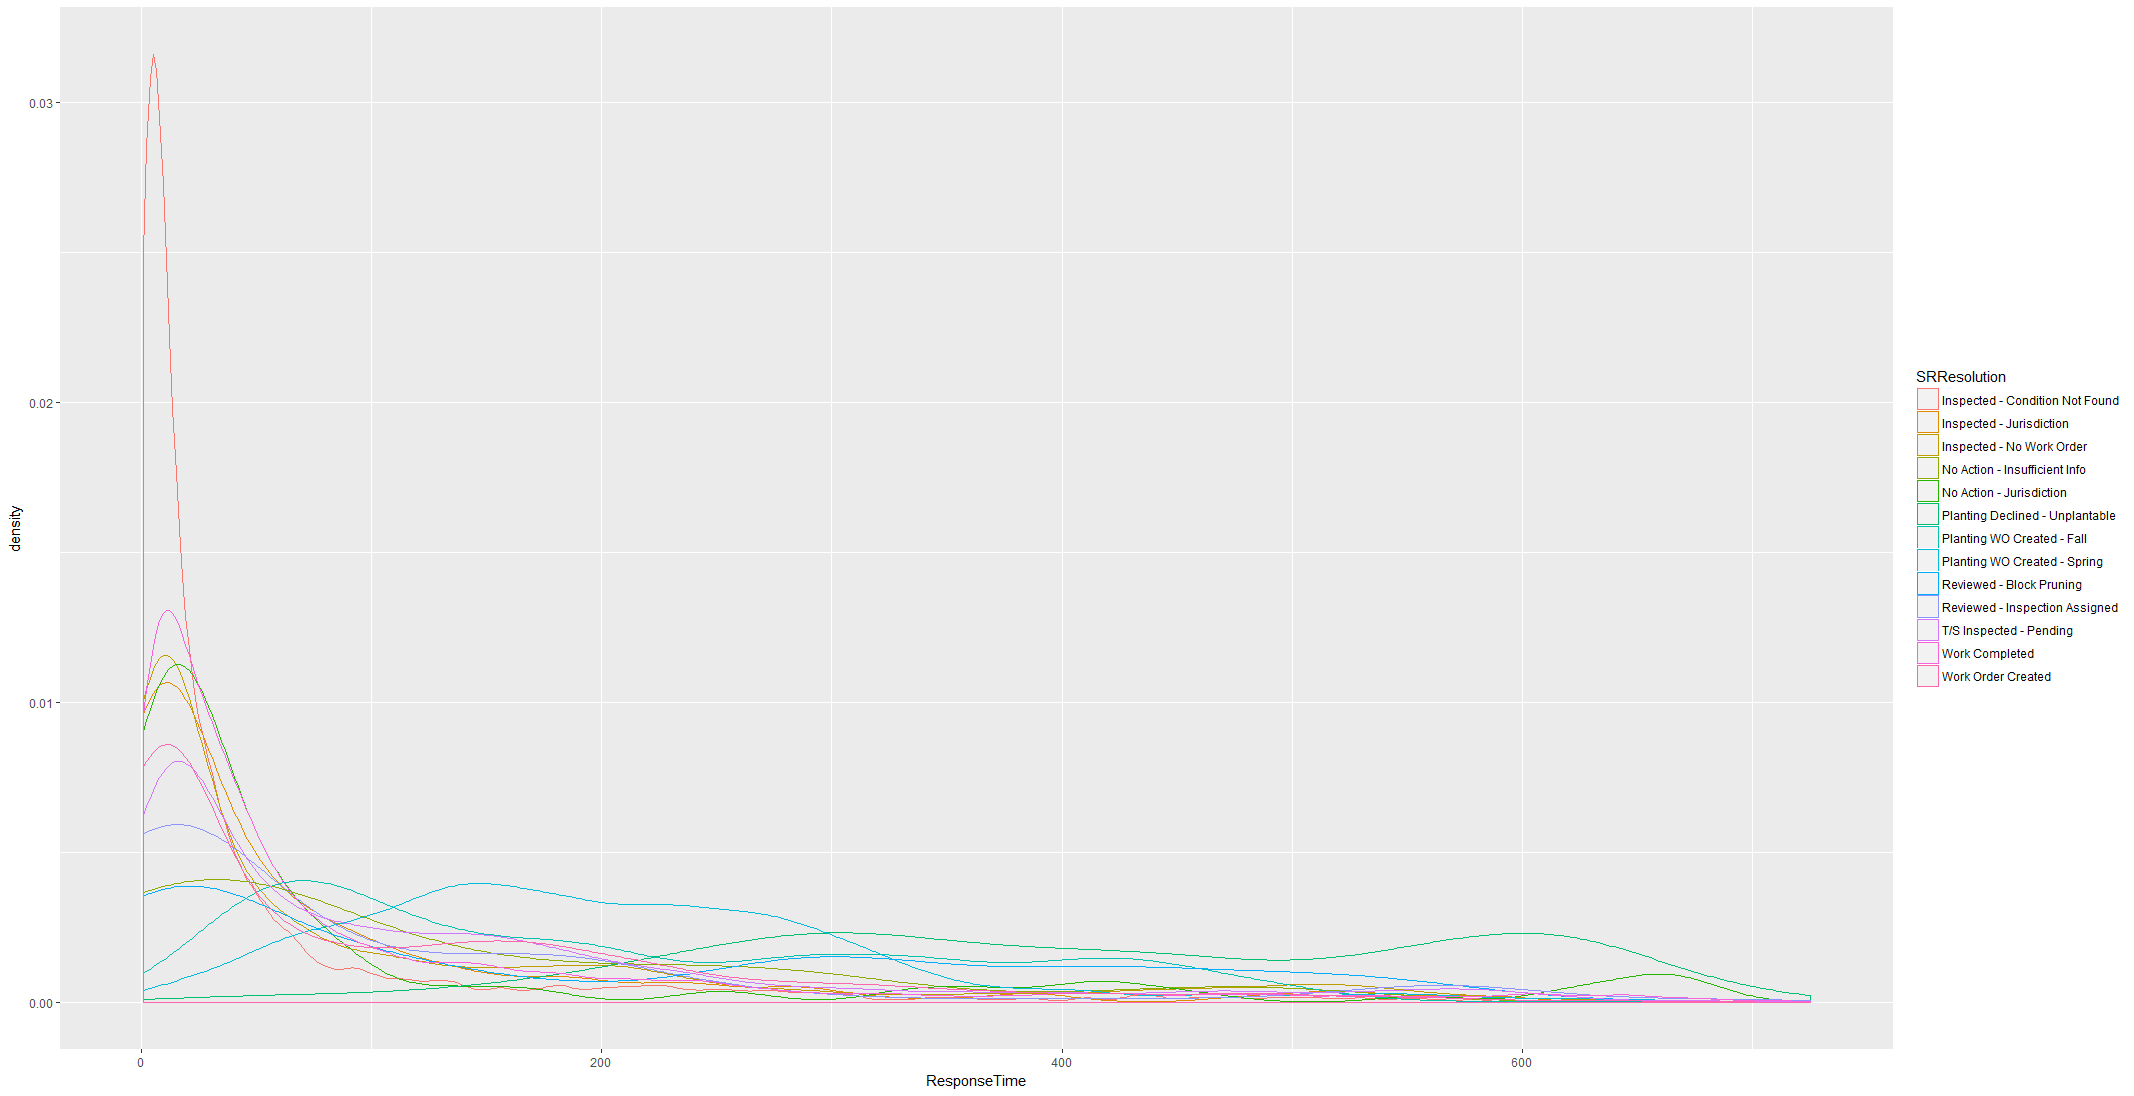 0.03
0.02
0.01
0.00
density
0
200
400
600
ResponseTime
SRResolution
Inspected - Condition Not Found
Inspected - Jurisdiction
Inspected - No Work Order
No Action - Insufficient Info
No Action - Jurisdiction
Planting Declined - Unplantable
Planting WO Created - Fall
Planting WO Created - Spring
Reviewed - Block Pruning
Reviewed - Inspection Assigned
T/S Inspected - Pending
Work Completed
Work Order Created